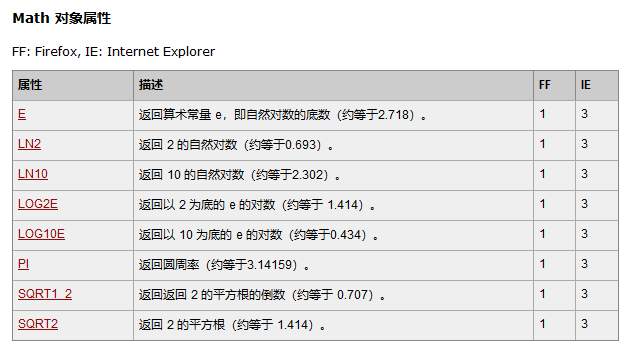 Math 对象属性
FF: Firefox, IE: Internet Explorer
属性 描述 FF IE
E 返回算术常量 e，即自然对数的底数（约等于2.718）。 1 3
LN2 返回 2 的自然对数（约等于0.693）。 1 3
LN10 返回 10 的自然对数（约等于2.302）。 1 3
LOG2E 返回以 2 为底的 e 的对数（约等于 1.414）。 1 3
LOG10E 返回以 10 为底的 e 的对数（约等于0.434）。 1 3
PI 返回圆周率（约等于3.14159）。 1 3
SQRT1_2 返回返回 2 的平方根的倒数（约等于 0.707）。 1 3
SQRT2 返回 2 的平方根（约等于 1.414）。 1 3